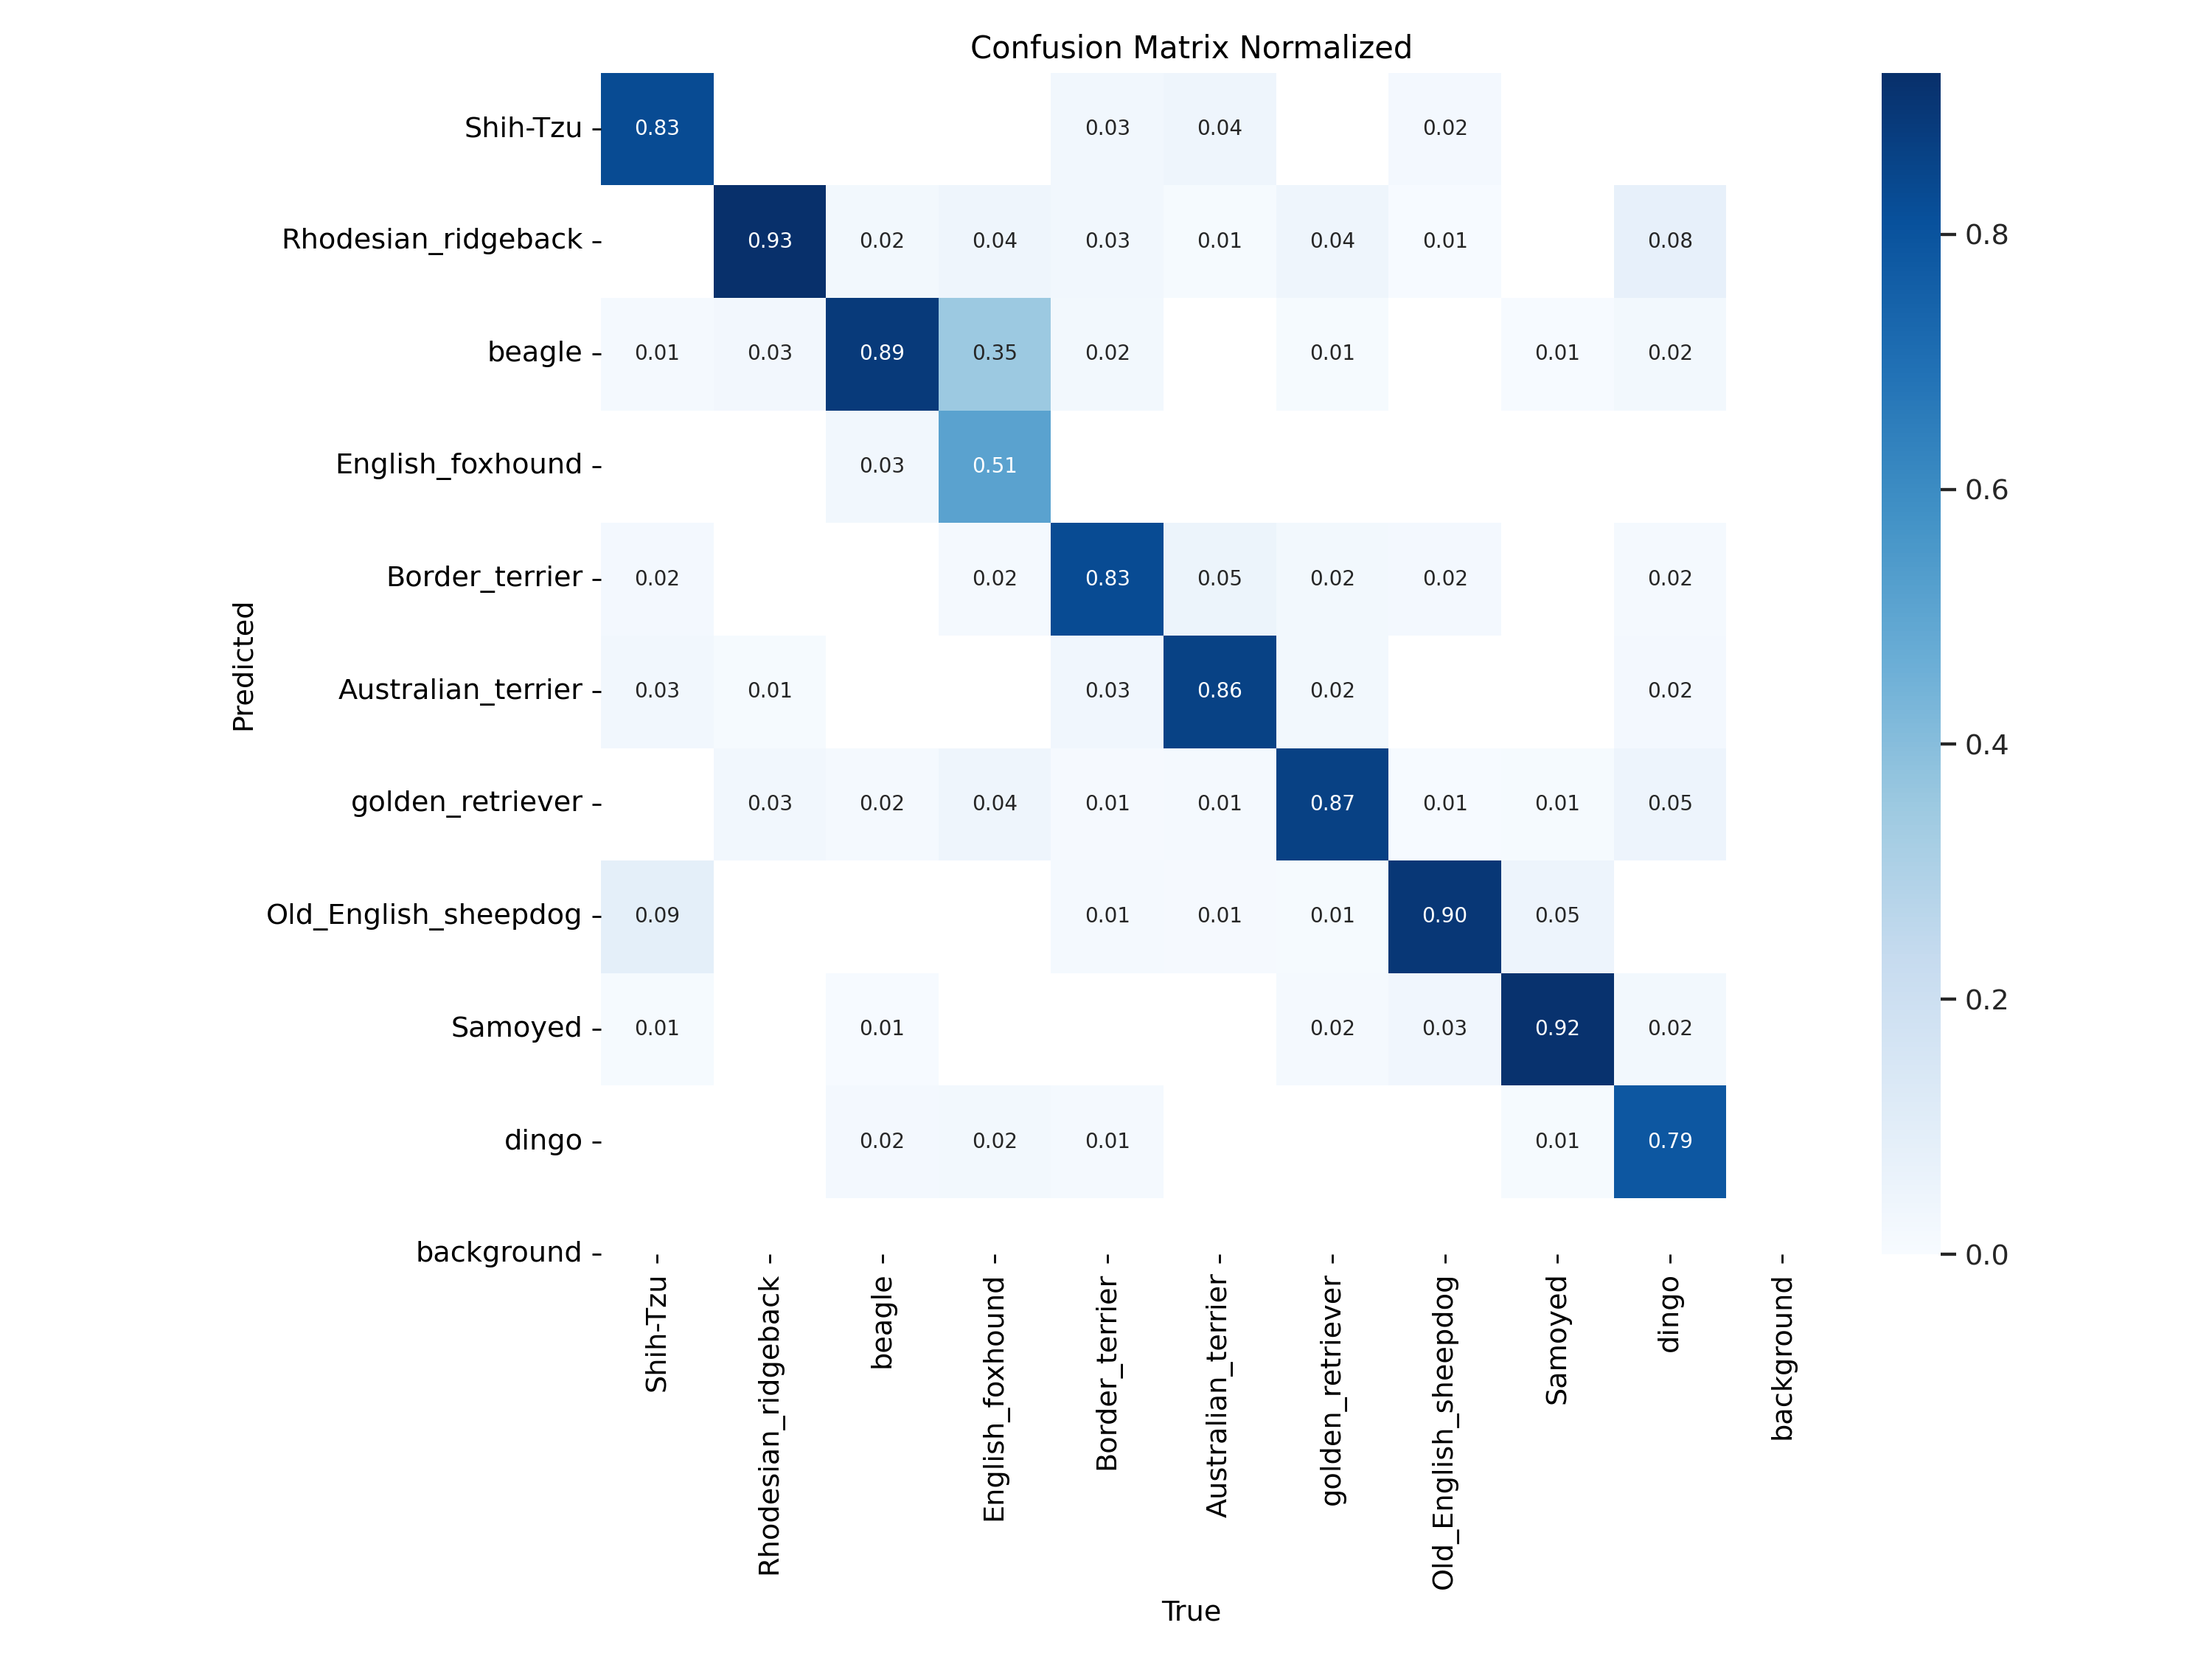 Confusion Matrix Normalized
Shih-Tzu 0.83 0.03 0.04 0.02
Rhodesian_ridgeback 0.93 0.02 0.04 0.03 0.01 0.04 0.01 0.08
beagle 0.01 0.03 0.89 0.35 0.02 0.01 0.01 0.02
English_foxhound 0.03 0.51
Border_terrier 0.02 0.02 0.83 0.05 0.02 0.02 0.02
Australian_terrier 0.03 0.01 0.03 0.86 0.02 0.02
golden_retriever 0.03 0.02 0.04 0.01 0.01 0.87 0.01 0.01 0.05
Old_English_sheepdog 0.09 0.01 0.01 0.01 0.90 0.05
Samoyed 0.01 0.01 0.02 0.03 0.92 0.02
dingo 0.02 0.02 0.01 0.01 0.79
background
Predicted
Shih-Tzu
Rhodesian_ridgeback
beagle
English_foxhound
Border_terrier
Australian_terrier
golden_retriever
Old_English_sheepdog
Samoyed
dingo
background
True
0.8
0.6
0.4
0.2
0.0